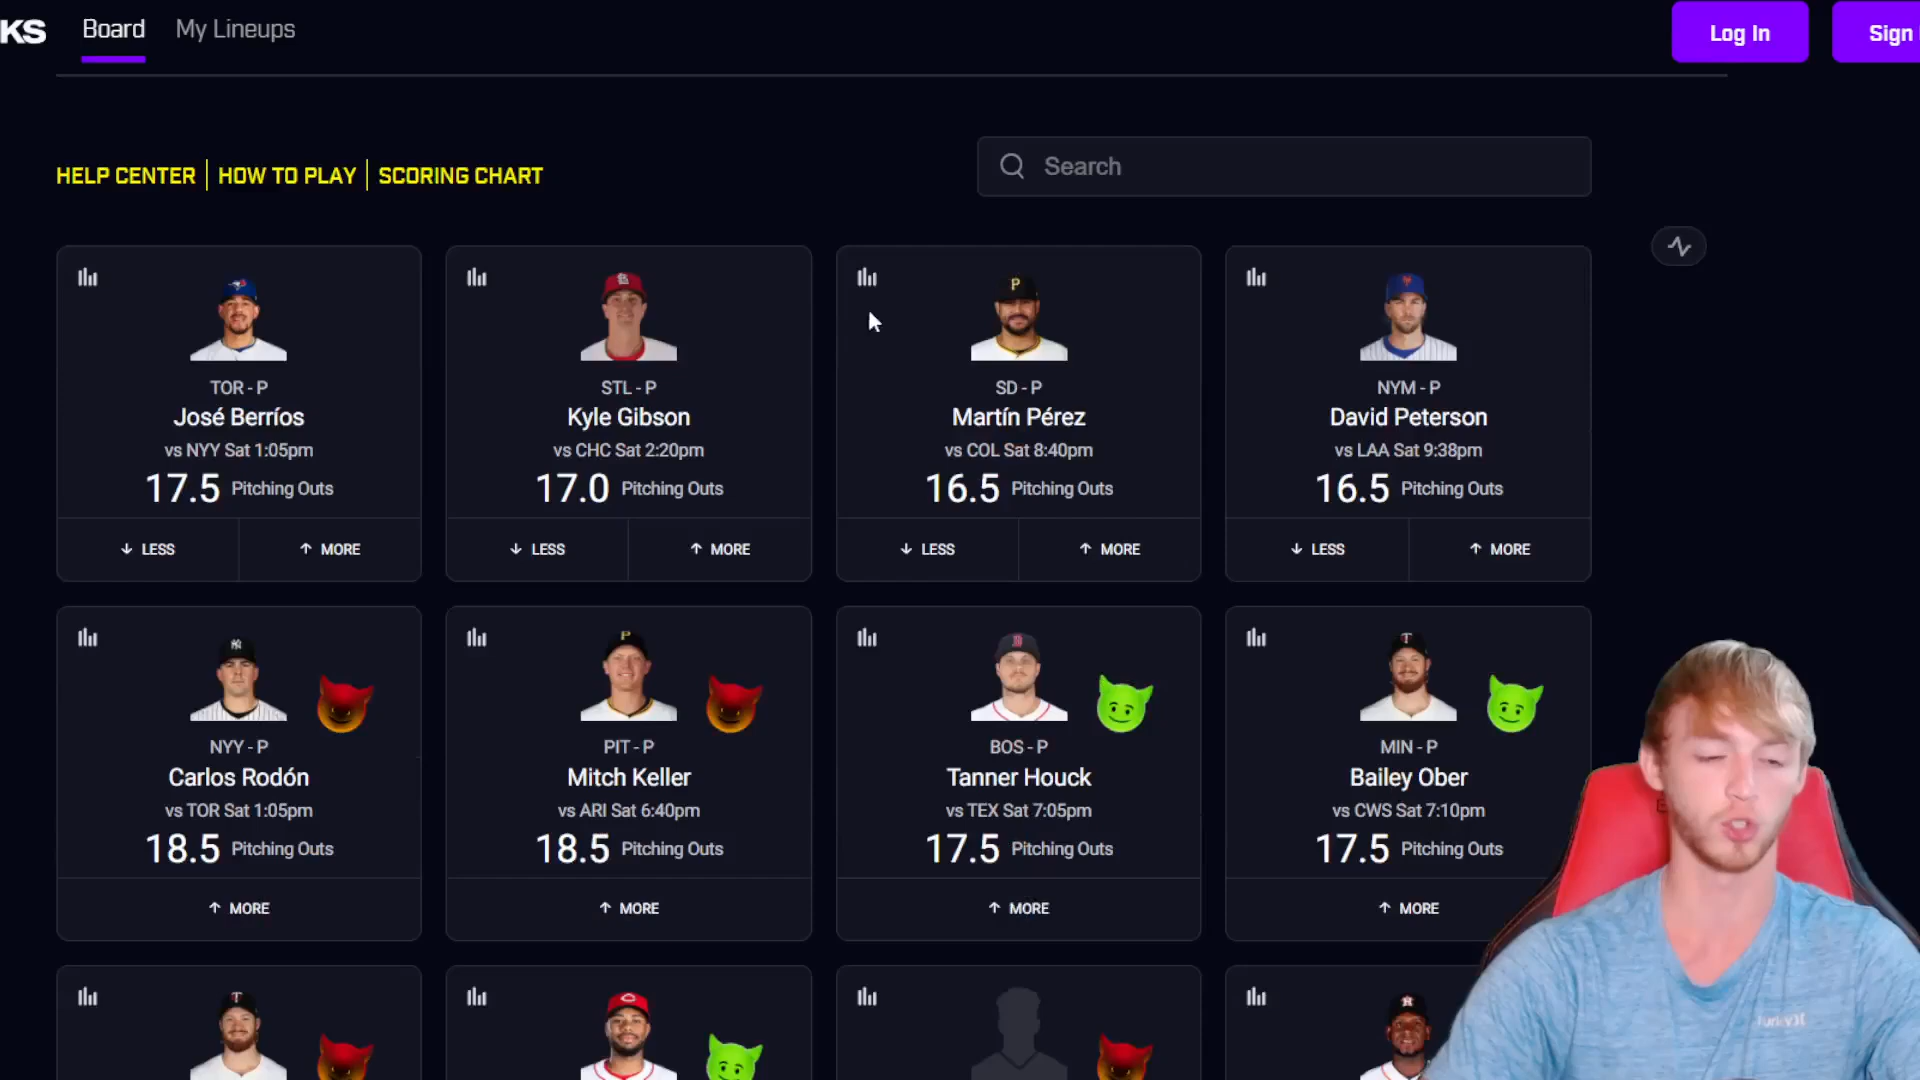 KS
Board
My Lineups
Log In
Sign
HELP CENTER
HOW TO PLAY
SCORING CHART
Search
TOR - P
José Berríos
vs NYY Sat 1:05pm
17.5 Pitching Outs
LESS
MORE
STL - P
Kyle Gibson
vs CHC Sat 2:20pm
17.0 Pitching Outs
LESS
MORE
SD - P
Martín Pérez
vs COL Sat 8:40pm
16.5 Pitching Outs
LESS
MORE
NYM - P
David Peterson
vs LAA Sat 9:38pm
16.5 Pitching Outs
LESS
MORE
NYY - P
Carlos Rodón
vs TOR Sat 1:05pm
18.5 Pitching Outs
MORE
PIT - P
Mitch Keller
vs ARI Sat 6:40pm
18.5 Pitching Outs
MORE
BOS - P
Tanner Houck
vs TEX Sat 7:05pm
17.5 Pitching Outs
MORE
MIN - P
Bailey Ober
vs CWS Sat 7:10pm
17.5 Pitching Outs
MORE
Hurley